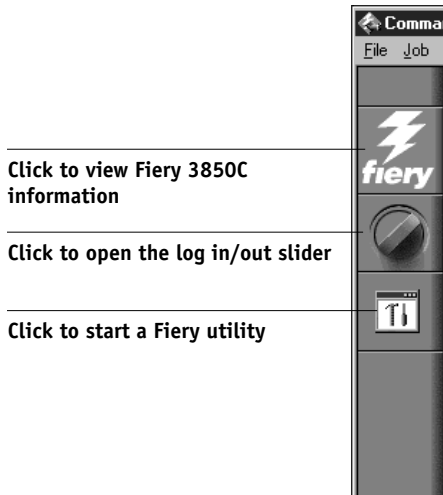 Comma
File Job
fiery
Click to view Fiery 3850C
information
Click to open the log in/out slider
Click to start a Fiery utility